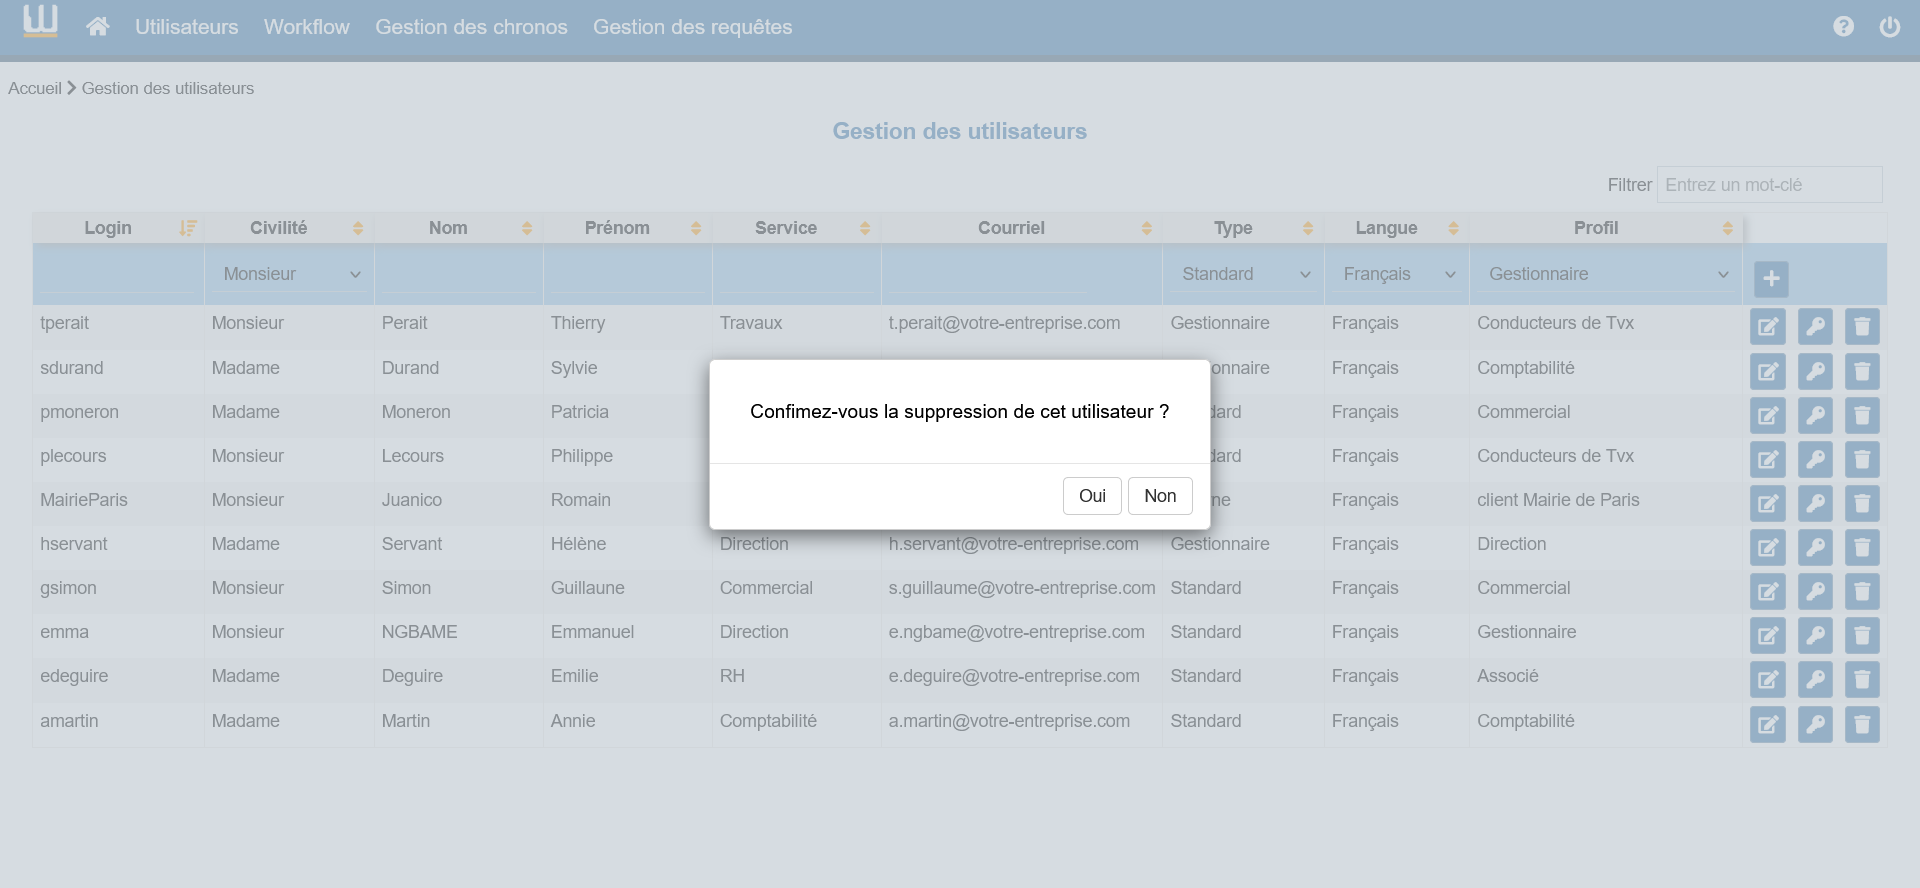 Utilisateurs Workflow Gestion des chronos Gestion des requêtes
Accueil Gestion des utilisateurs
Gestion des utilisateurs
Filtrer Entrez un mot-clé
Login Civilité Nom Prénom Service Courriel Type Langue Profil
Monsieur Standard Français Gestionnaire
tperait Monsieur Perait Thierry Travaux t.perait@votre-entreprise.com Gestionnaire Français Conducteurs de Tvx
sdurand Madame Durand Sylvie Français Comptabilité
pmoneron Madame Moneron Patricia Français Commercial
plecours Monsieur Lecours Philippe Français Conducteurs de Tvx
MairieParis Monsieur Juanico Romain Français client Mairie de Paris
Confimez-vous la suppression de cet utilisateur ?
Oui Non
hservant Madame Servant Hélène Direction h.servant@votre-entreprise.com Gestionnaire Français Direction
gsimon Monsieur Simon Guillaune Commercial s.guillaume@votre-entreprise.com Standard Français Commercial
emma Monsieur NGBAME Emmanuel Direction e.ngbame@votre-entreprise.com Standard Français Gestionnaire
edeguire Madame Deguire Emilie RH e.deguire@votre-entreprise.com Standard Français Associé
amartin Madame Martin Annie Comptabilité a.martin@votre-entreprise.com Standard Français Comptabilité